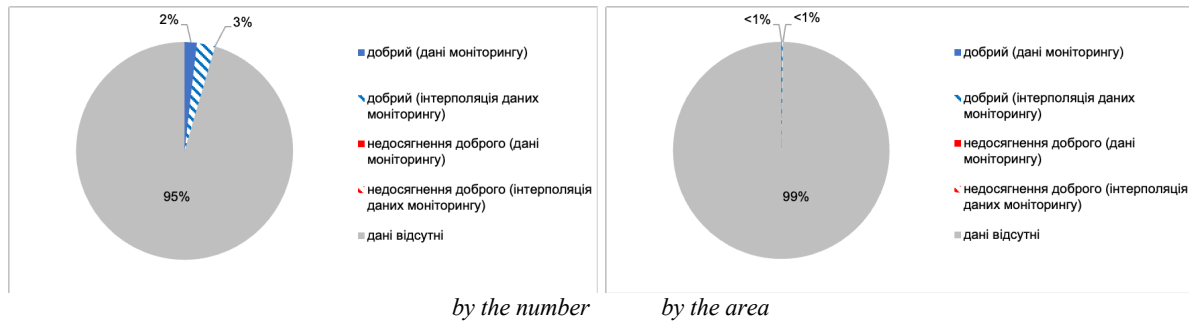 2%
3%
95%
добрий (дані моніторингу)
добрий (інтерполяція даних
моніторингу)
недосягнення доброго (дані
моніторингу)
недосягнення доброго (інтерполяція
даних моніторингу)
дані відсутні
<1%
<1%
99%
добрий (дані моніторингу)
добрий (інтерполяція даних
моніторингу)
недосягнення доброго (дані
моніторингу)
недосягнення доброго (інтерполяція
даних моніторингу)
дані відсутні
by the number by the area